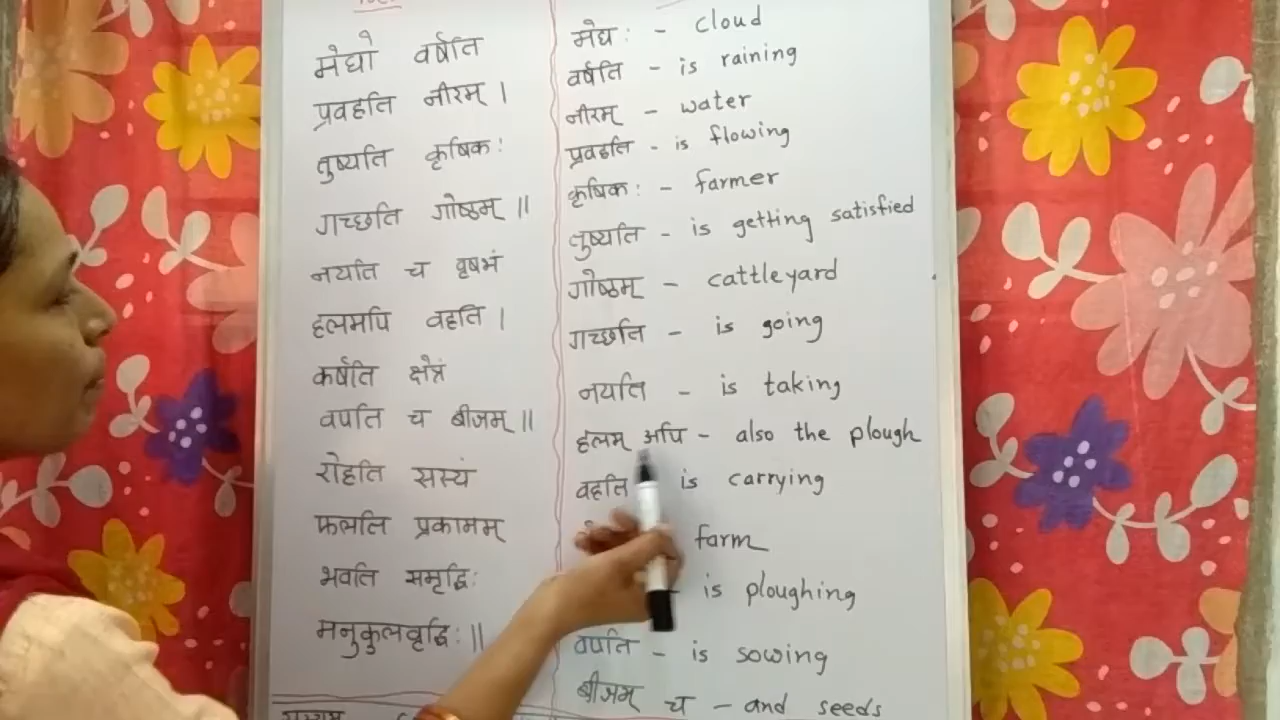 मेघो वर्षति
प्रवहति नीरम् ।
तुष्यति कृषिकः
गच्छति गोष्ठम् ॥
नयति च वृषभं
हलमपि वहति ।
कर्षति क्षेत्रं
वपति च बीजम् ॥
रोहति सस्यं
फलति प्रकामम्
भवति समृद्धिः
मनुकुलवृद्धिः ॥
मेघः - cloud
वर्षति - is raining
नीरम् - water
प्रवहति - is flowing
कृषिकः - farmer
तुष्यति - is getting satisfied
गोष्ठम् - cattleyard
गच्छति - is going
नयति - is taking
हलम् अपि - also the plough
वहति is carrying
farm
- is ploughing
वपति - is sowing
बीजम् च - and seeds